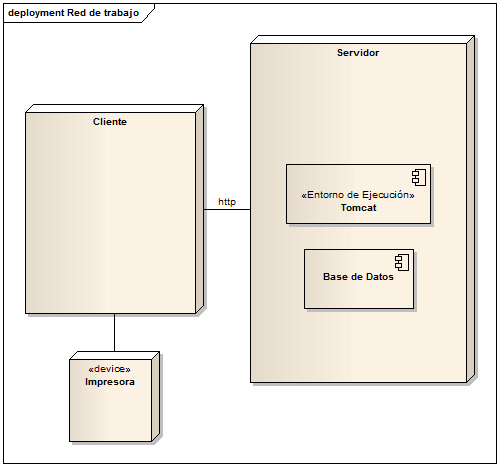 deployment Red de trabajo
Servidor
Cliente
«Entorno de Ejecución»
Tomcat
http
Base de Datos
«device»
Impresora